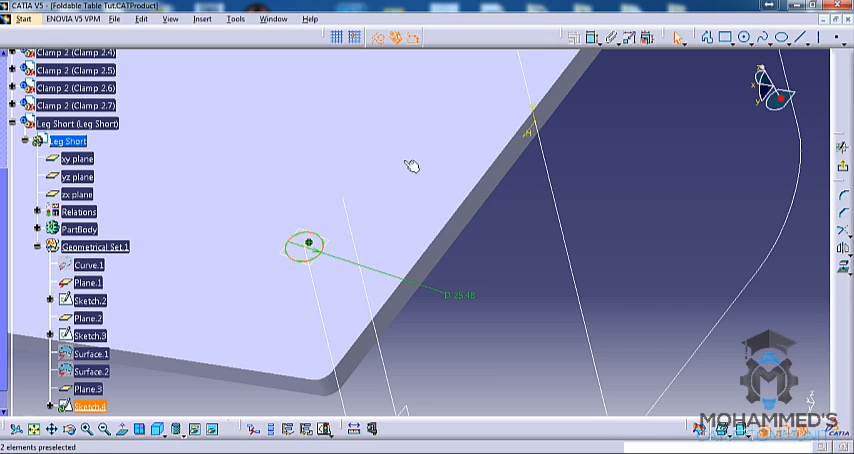 CATIA V5 - [Foldable Table Tut.CATProduct]
Start ENOVIA V5 VPM File Edit View Insert Tools Window Help
Clamp 2 (Clamp 2.4)
Clamp 2 (Clamp 2.5)
Clamp 2 (Clamp 2.6)
Clamp 2 (Clamp 2.7)
Leg Short (Leg Short)
Leg Short
xy plane
yz plane
zx plane
Relations
PartBody
Geometrical Set.1
Curve.1
Plane.1
Sketch.2
Plane.2
Sketch.3
Surface.1
Surface.2
Plane.3
Sketch.4
H
D 25.48
z
x
y
MOHAMMED'S
CATIA
2 elements preselected